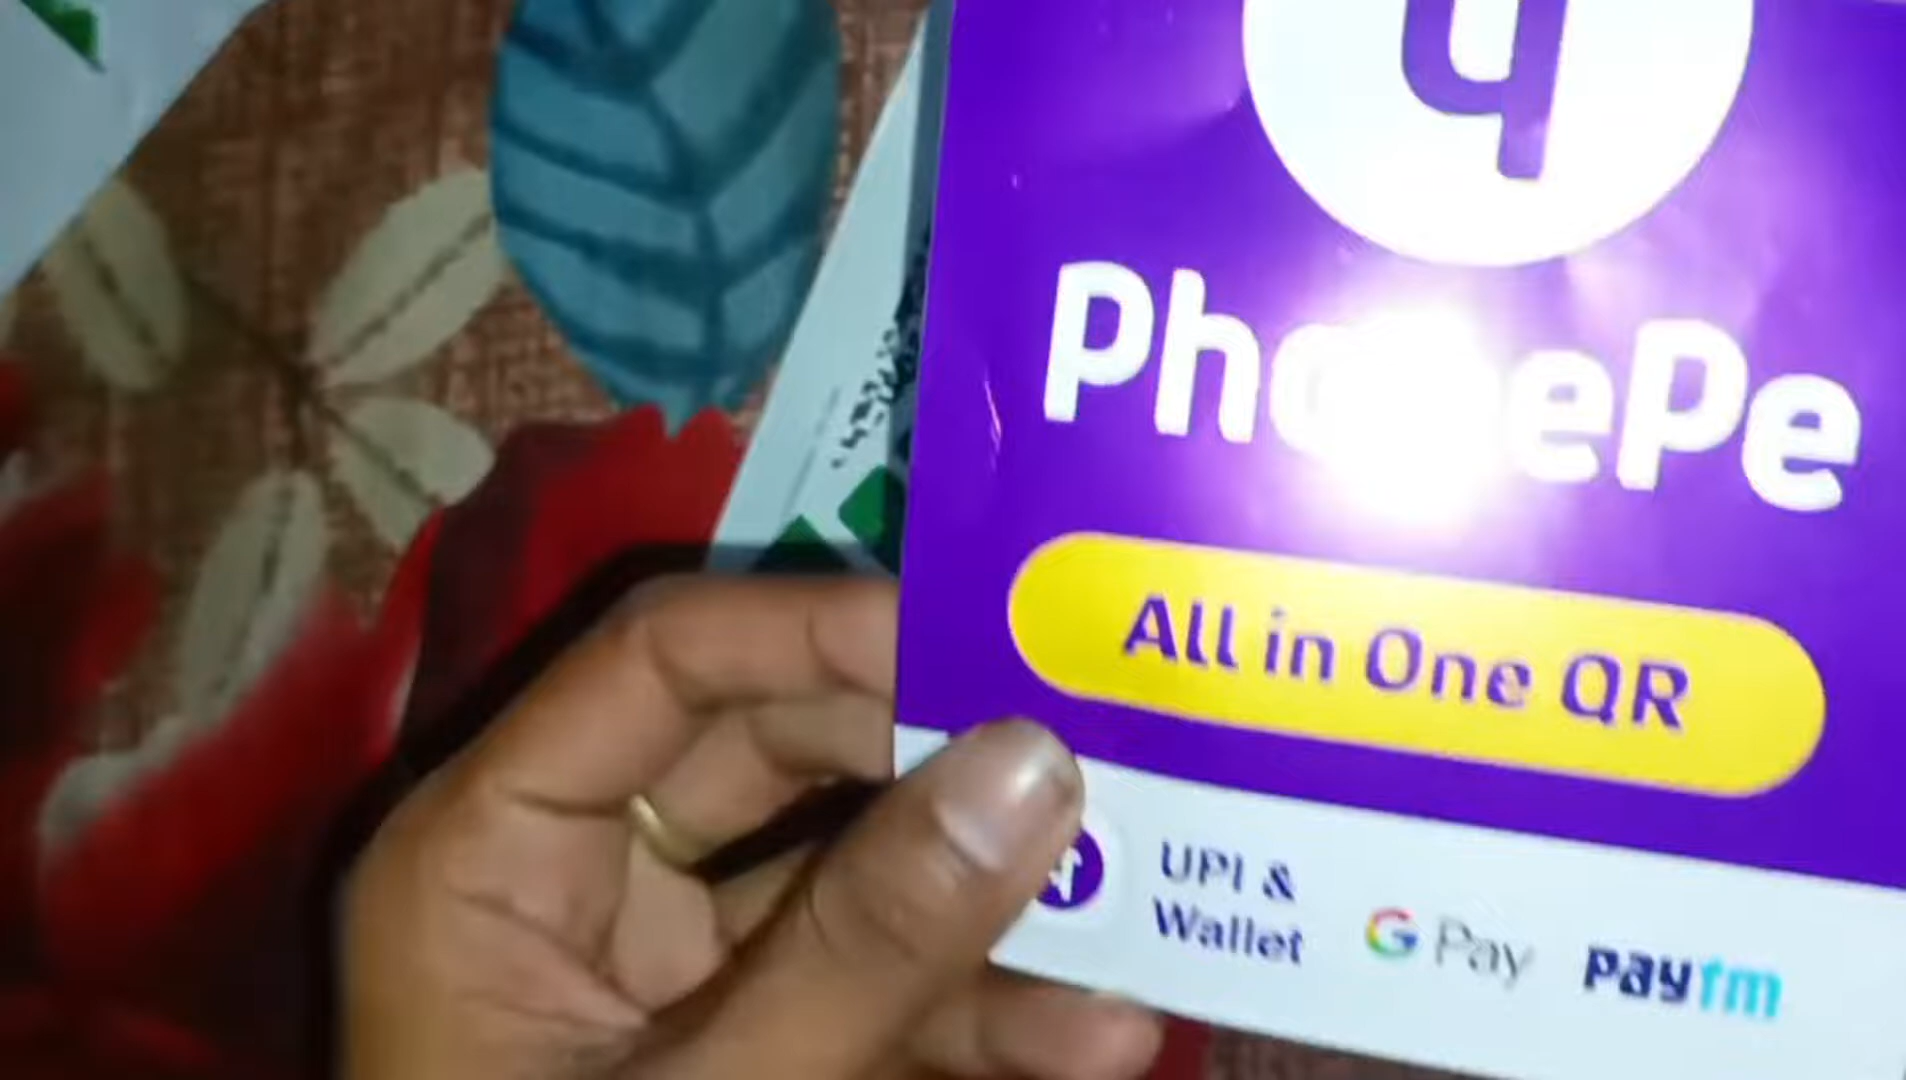 PhonePe
All in One QR
UPI &
Wallet
G Pay
paytm